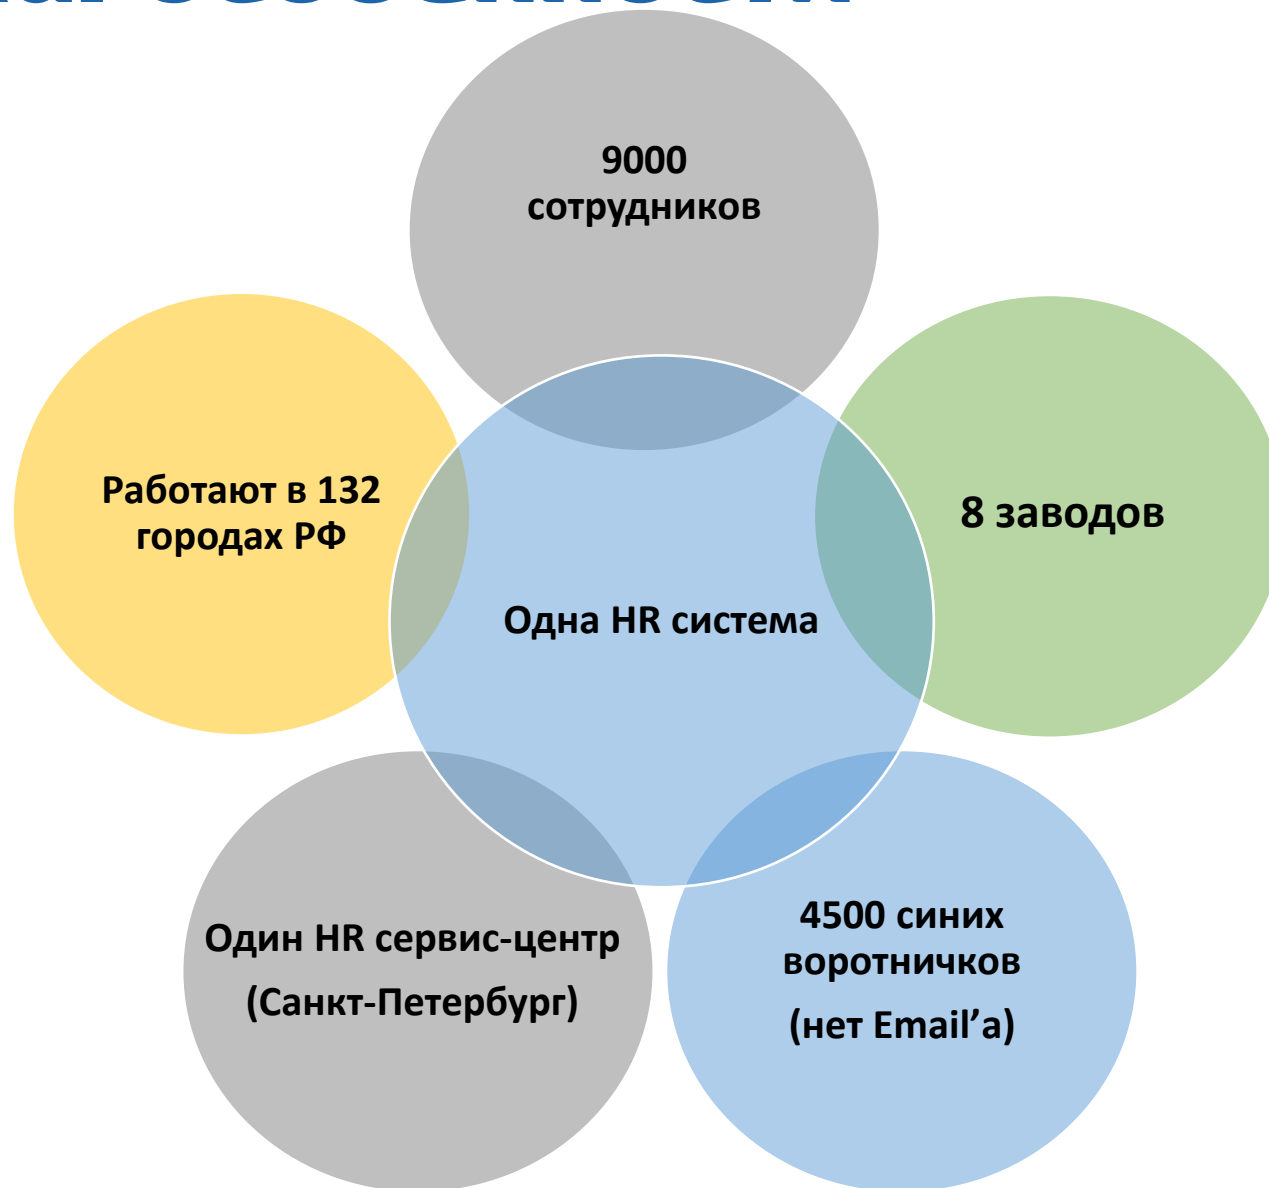 9000
сотрудников
Работают в 132
городах РФ
8 заводов
Одна HR система
Один HR сервис-центр
(Санкт-Петербург)
4500 синих
воротничков
(нет Email’а)